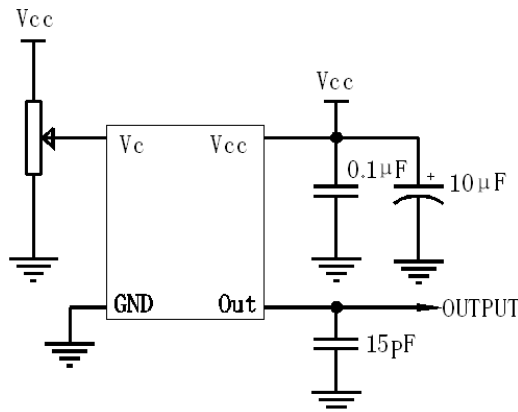 Vcc
Vcc
Vc
Vcc
0.1μF
+
10μF
GND
Out
OUTPUT
15pF